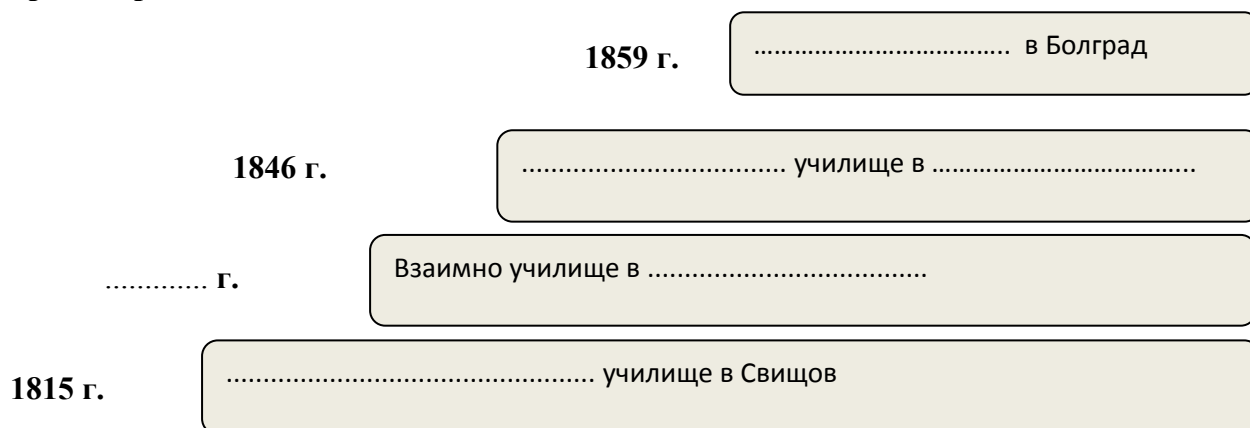 1859 г.
……………………………….. в Болград
1846 г.
.................................... училище в ……………………………...
............. г.
Взаимно училище в ......................................
1815 г.
.................................................. училище в Свищов